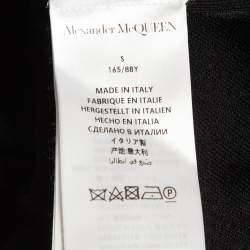 Alexander McQUEEN
S
165/88Y
MADE IN ITALY
FABRIQUE EN ITALIE
HERGESTELLT IN ITALIEN
HECHO EN ITALIA
СДЕЛАНО В ИТАЛИИ
イタリア製
产地:意大利
صنع في ايطاليا
P